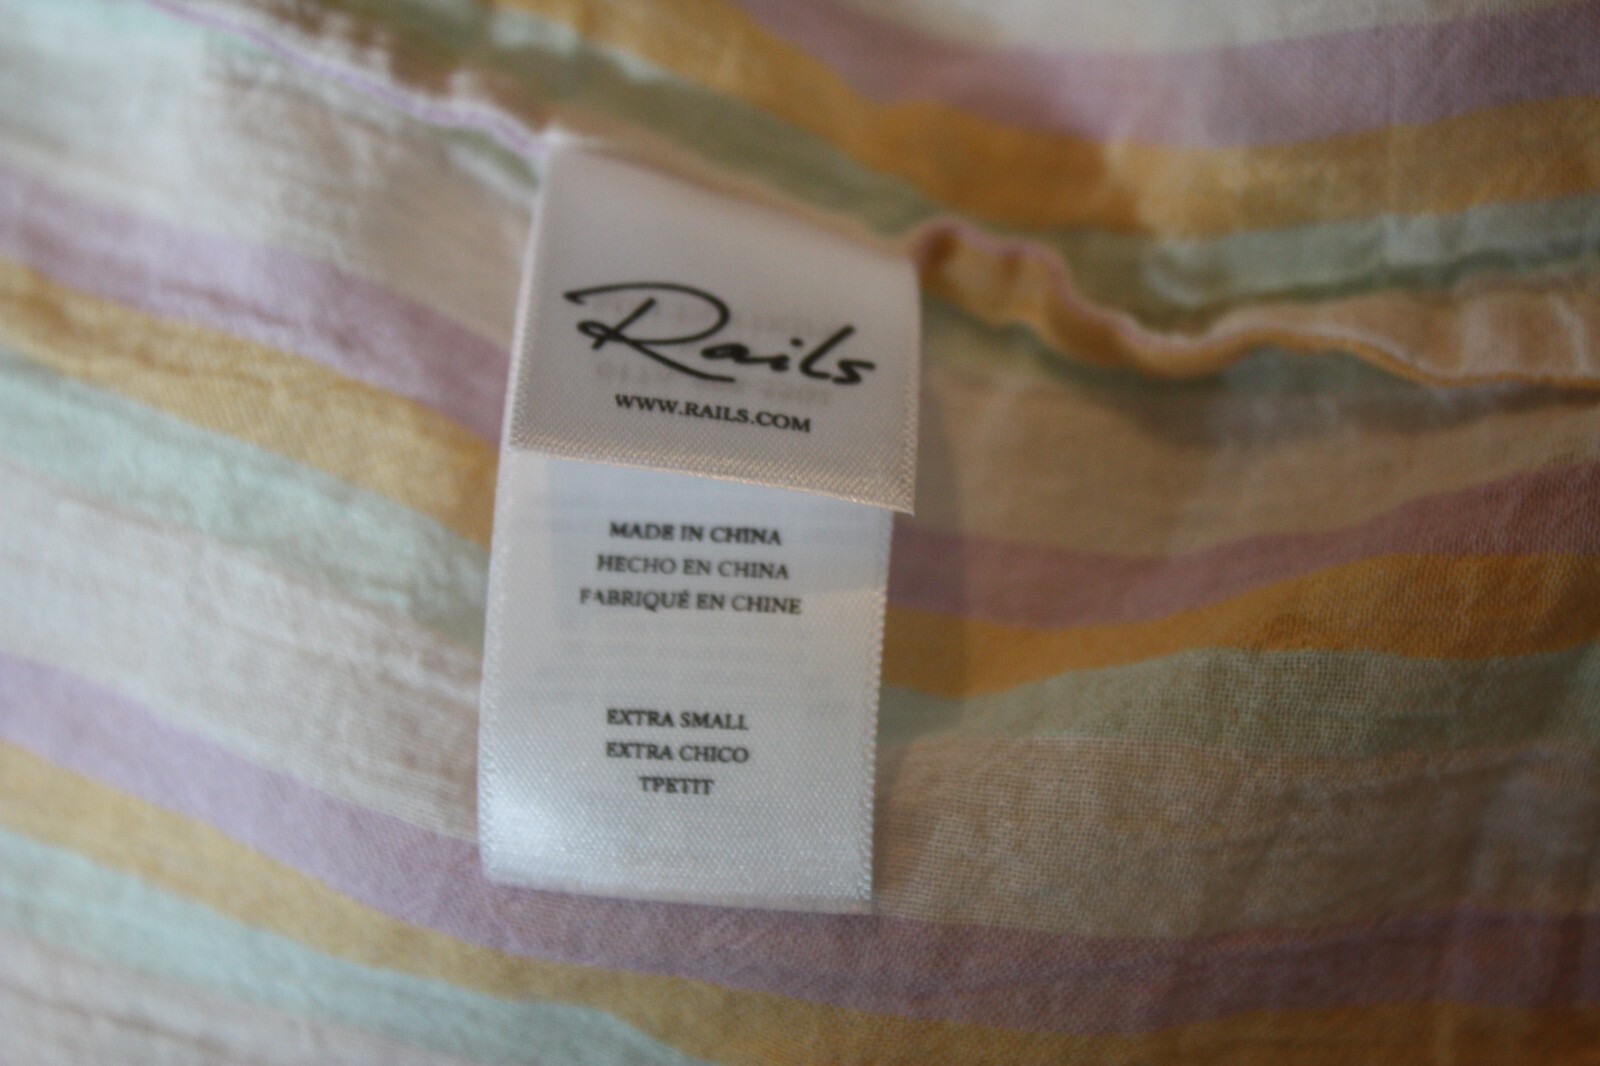 Rails
WWW.RAILS.COM
MADE IN CHINA
HECHO EN CHINA
FABRIQUÉ EN CHINE
EXTRA SMALL
EXTRA CHICO
TPETIT